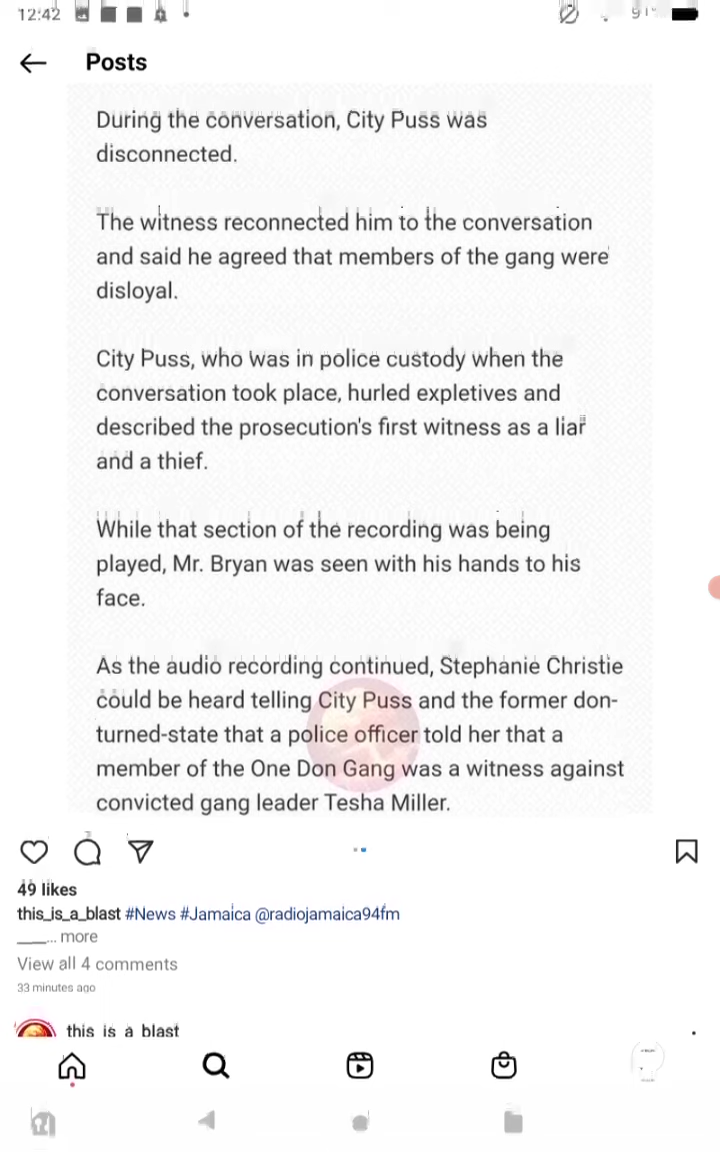 12:42
Posts
During the conversation, City Puss was
disconnected.
The witness reconnected him to the conversation
and said he agreed that members of the gang were
disloyal.
City Puss, who was in police custody when the
conversation took place, hurled expletives and
described the prosecution's first witness as a liar
and a thief.
While that section of the recording was being
played, Mr. Bryan was seen with his hands to his
face.
As the audio recording continued, Stephanie Christie
could be heard telling City Puss and the former don-
turned-state that a police officer told her that a
member of the One Don Gang was a witness against
convicted gang leader Tesha Miller.
49 likes
this_is_a_blast #News #Jamaica @radiojamaica94fm
____... more
View all 4 comments
33 minutes ago
this is a blast